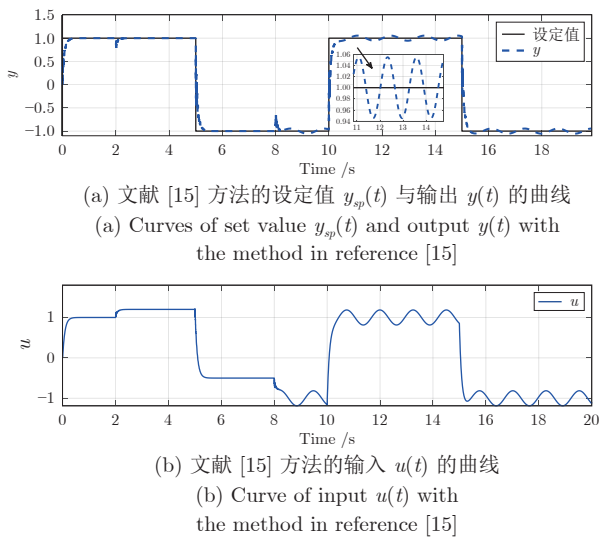 1.5
1.0
0.5
0
−0.5
−1.0
y
设定值
y
1.06
1.04
1.02
1.00
0.98
0.96
0.94
11 12 13 14
0 2 4 6 8 10 12 14 16 18
Time /s
(a) 文献 [15] 方法的设定值 y_sp(t) 与输出 y(t) 的曲线
(a) Curves of set value y_sp(t) and output y(t) with
the method in reference [15]
1
0
−1
u
u
0 2 4 6 8 10 12 14 16 18 20
Time /s
(b) 文献 [15] 方法的输入 u(t) 的曲线
(b) Curve of input u(t) with
the method in reference [15]